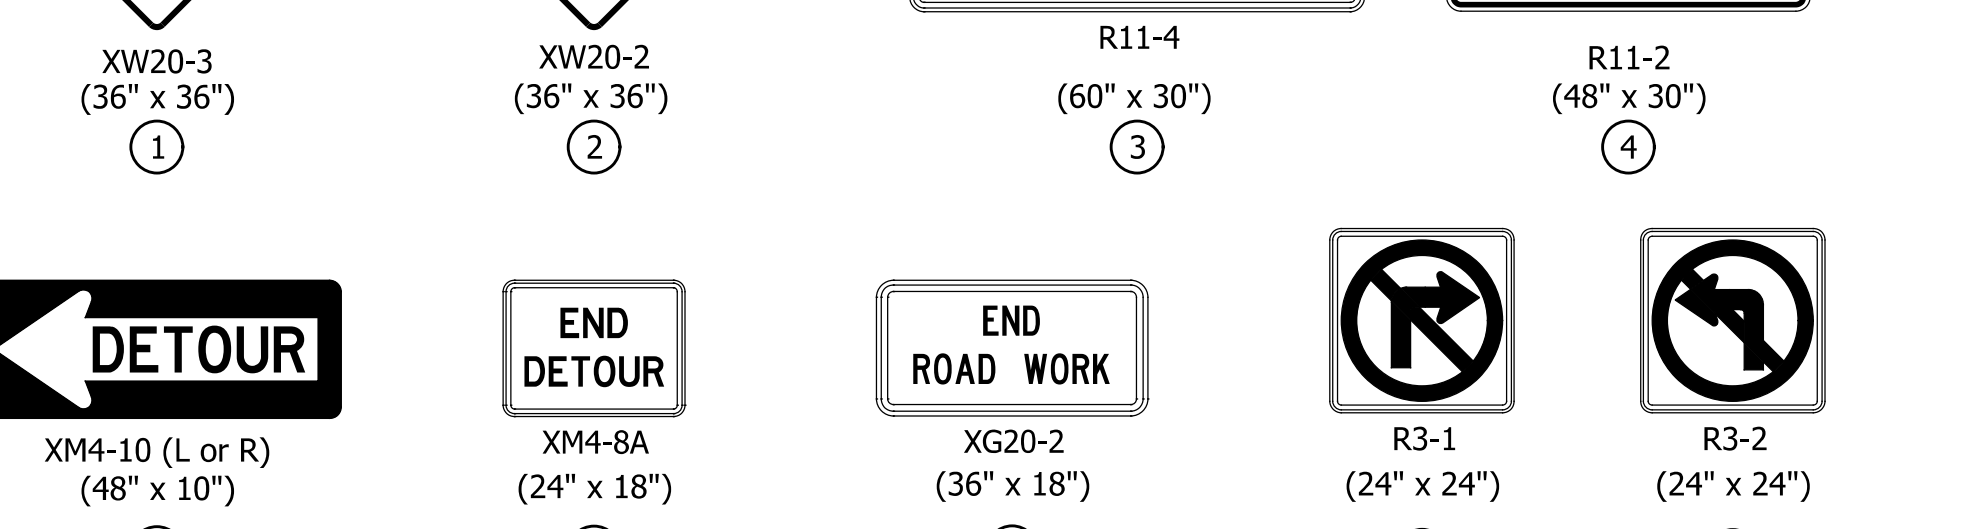 XW20-3
(36" x 36")
1
XW20-2
(36" x 36")
2
R11-4
(60" x 30")
3
R11-2
(48" x 30")
4
DETOUR
XM4-10 (L or R)
(48" x 10")
END
DETOUR
XM4-8A
(24" x 18")
END
ROAD WORK
XG20-2
(36" x 18")
R3-1
(24" x 24")
R3-2
(24" x 24")